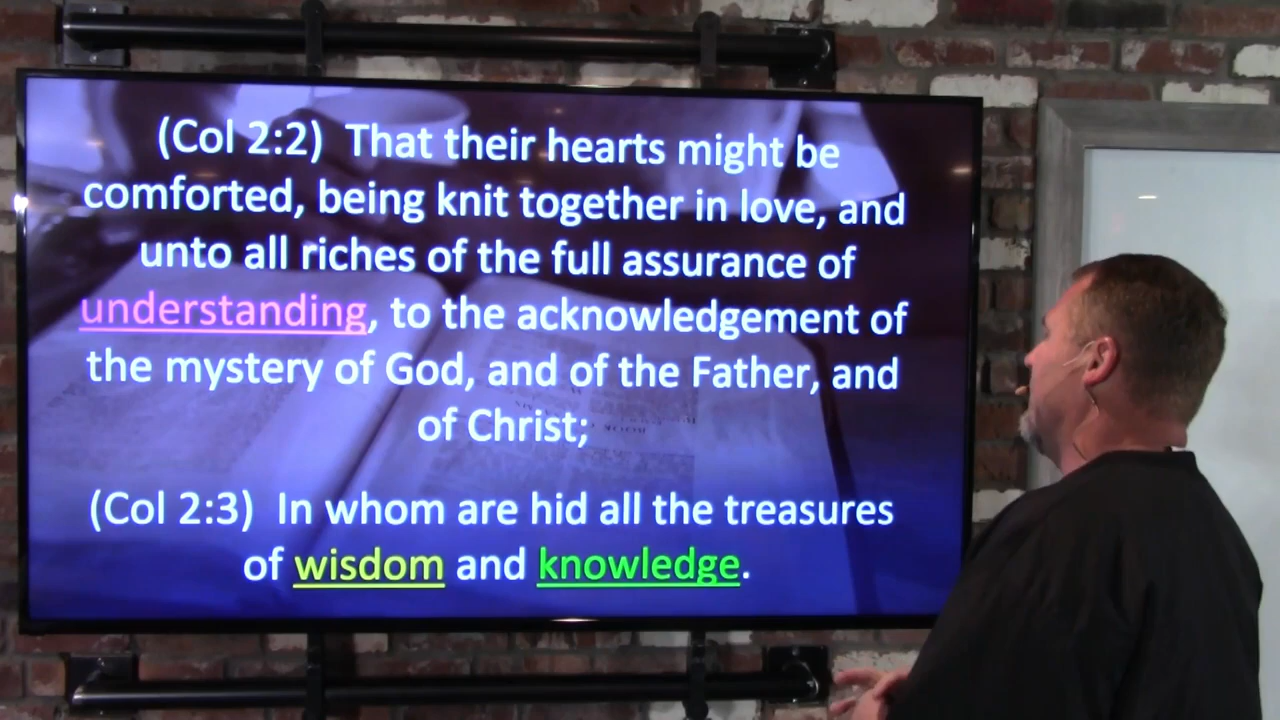 (Col 2:2) That their hearts might be
comforted, being knit together in love, and
unto all riches of the full assurance of
understanding, to the acknowledgement of
the mystery of God, and of the Father, and
of Christ;
(Col 2:3) In whom are hid all the treasures
of wisdom and knowledge.